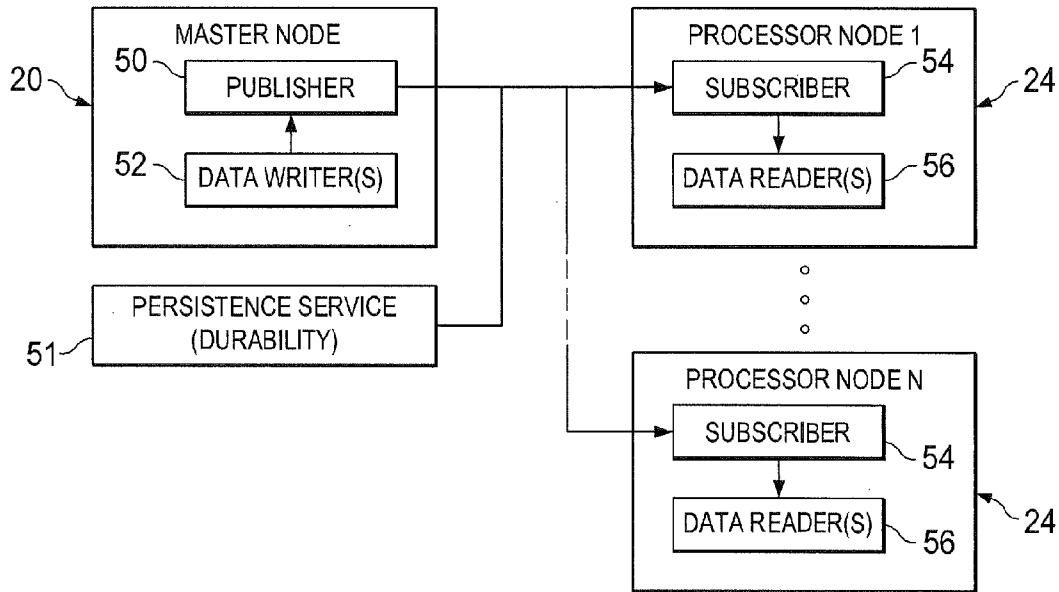 MASTER NODE
50
PUBLISHER
20
52
DATA WRITER(S)
PERSISTENCE SERVICE
(DURABILITY)
51
PROCESSOR NODE 1
54
SUBSCRIBER
24
DATA READER(S)
56
PROCESSOR NODE N
SUBSCRIBER
54
DATA READER(S)
24
56